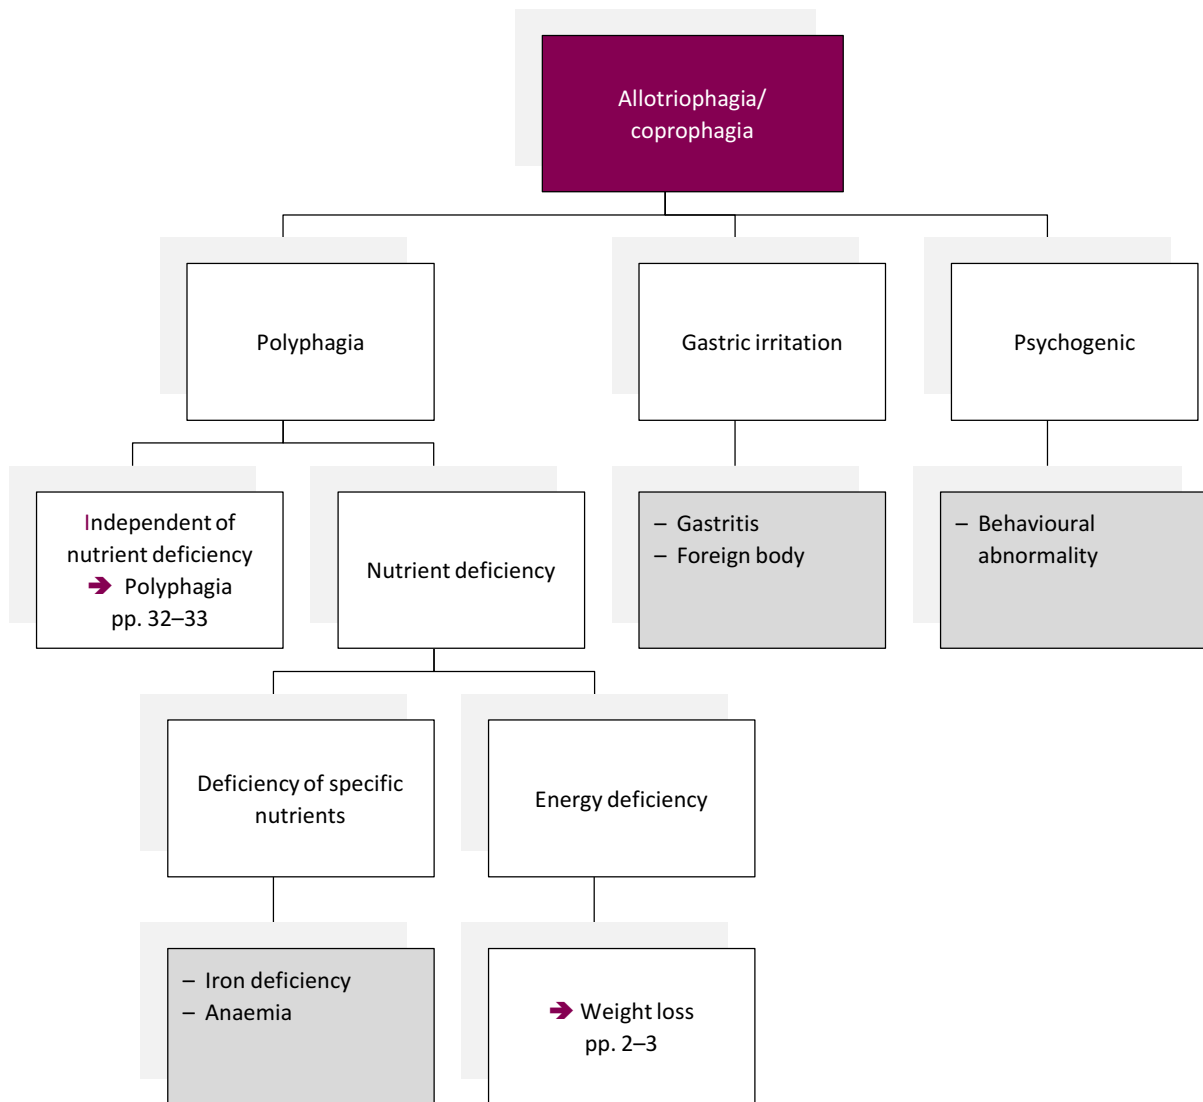 Allotriophagia/
coprophagia
Polyphagia
Gastric irritation
Psychogenic
Independent of
nutrient deficiency
➔ Polyphagia
pp. 32–33
Nutrient deficiency
– Gastritis
– Foreign body
– Behavioural
abnormality
Deficiency of specific
nutrients
Energy deficiency
– Iron deficiency
– Anaemia
➔ Weight loss
pp. 2–3